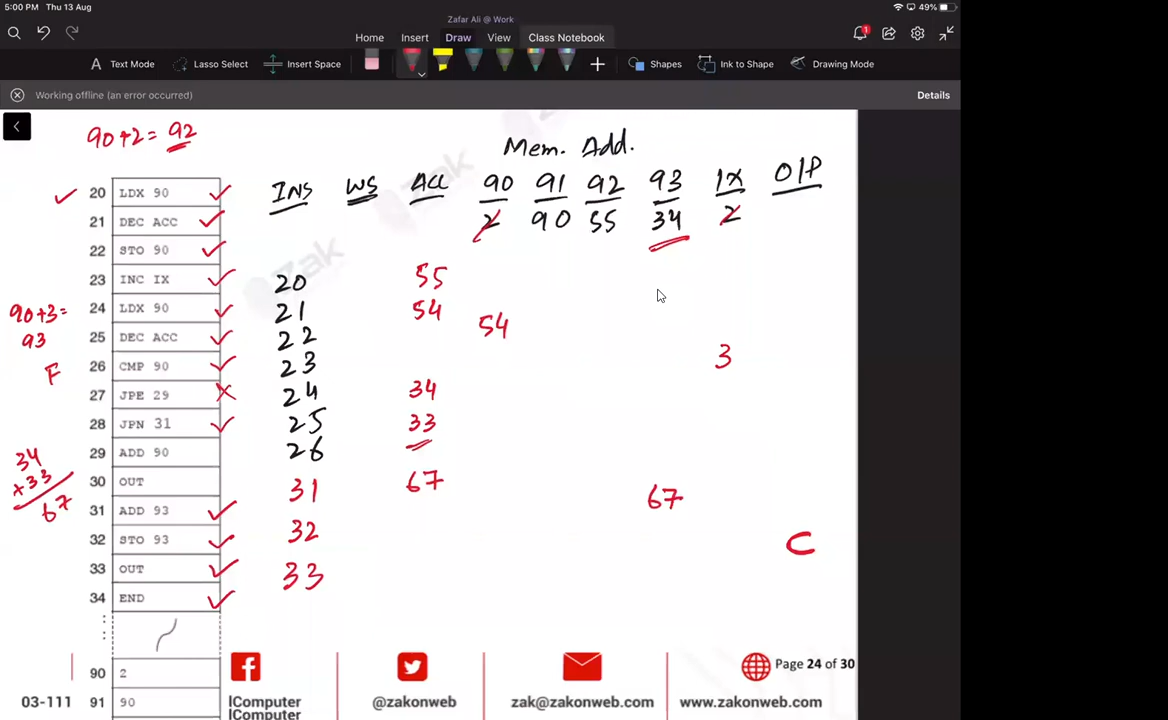 5:00 PM Thu 13 Aug
49%
Zafar Ali @ Work
Home Insert Draw View Class Notebook
1
Text Mode Lasso Select Insert Space Shapes Ink to Shape Drawing Mode
Working offline (an error occurred) Details
90+2= 92
Mem. Add.
INS WS ACC 90 91 92 93 IX O/P
2 90 55 34 2
20 LDX 90
21 DEC ACC
22 STO 90
23 INC IX
24 LDX 90
25 DEC ACC
26 CMP 90
27 JPE 29
28 JPN 31
29 ADD 90
30 OUT
31 ADD 93
32 STO 93
33 OUT
34 END
:
:
90 2
91 90
90+3=
93
F
34
+33
67
20 55
21 54
22 54
23 3
24 34
25 33
26
31 67
32 67
33 C
zak
zak
Page 24 of 30
03-111
|Computer
|Computer
@zakonweb
zak@zakonweb.com
www.zakonweb.com